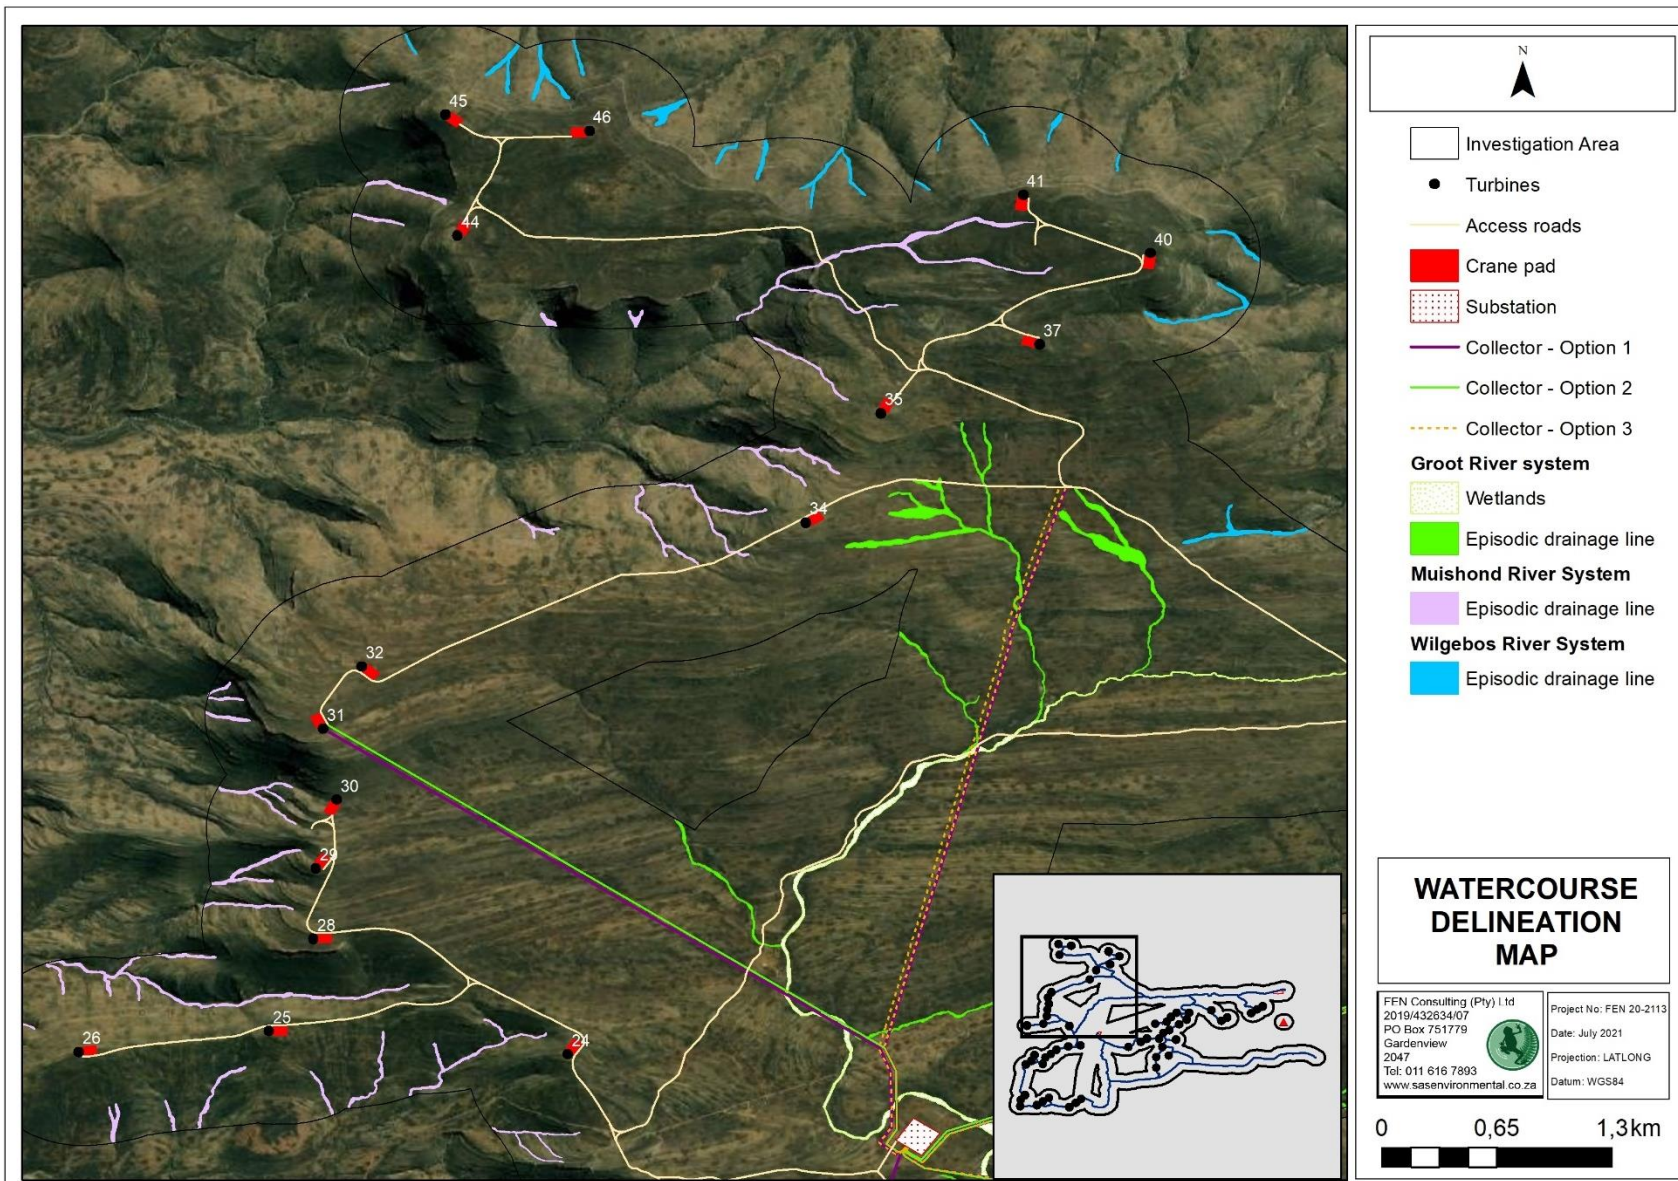 45
46
44
41
40
37
35
34
32
31
30
29
28
25
26
24
N
Investigation Area
Turbines
Access roads
Crane pad
Substation
Collector - Option 1
Collector - Option 2
Collector - Option 3
Groot River system
Wetlands
Episodic drainage line
Muishond River System
Episodic drainage line
Wilgebos River System
Episodic drainage line
WATERCOURSE
DELINEATION
MAP
FEN Consulting (Pty) Ltd
2019/432634/07
PO Box 751779
Gardenview
2047
Tel: 011 616 7893
www.sasenvironmental.co.za
Project No: FEN 20-2113
Date: July 2021
Projection: LATLONG
Datum: WGS84
0 0,65 1,3km